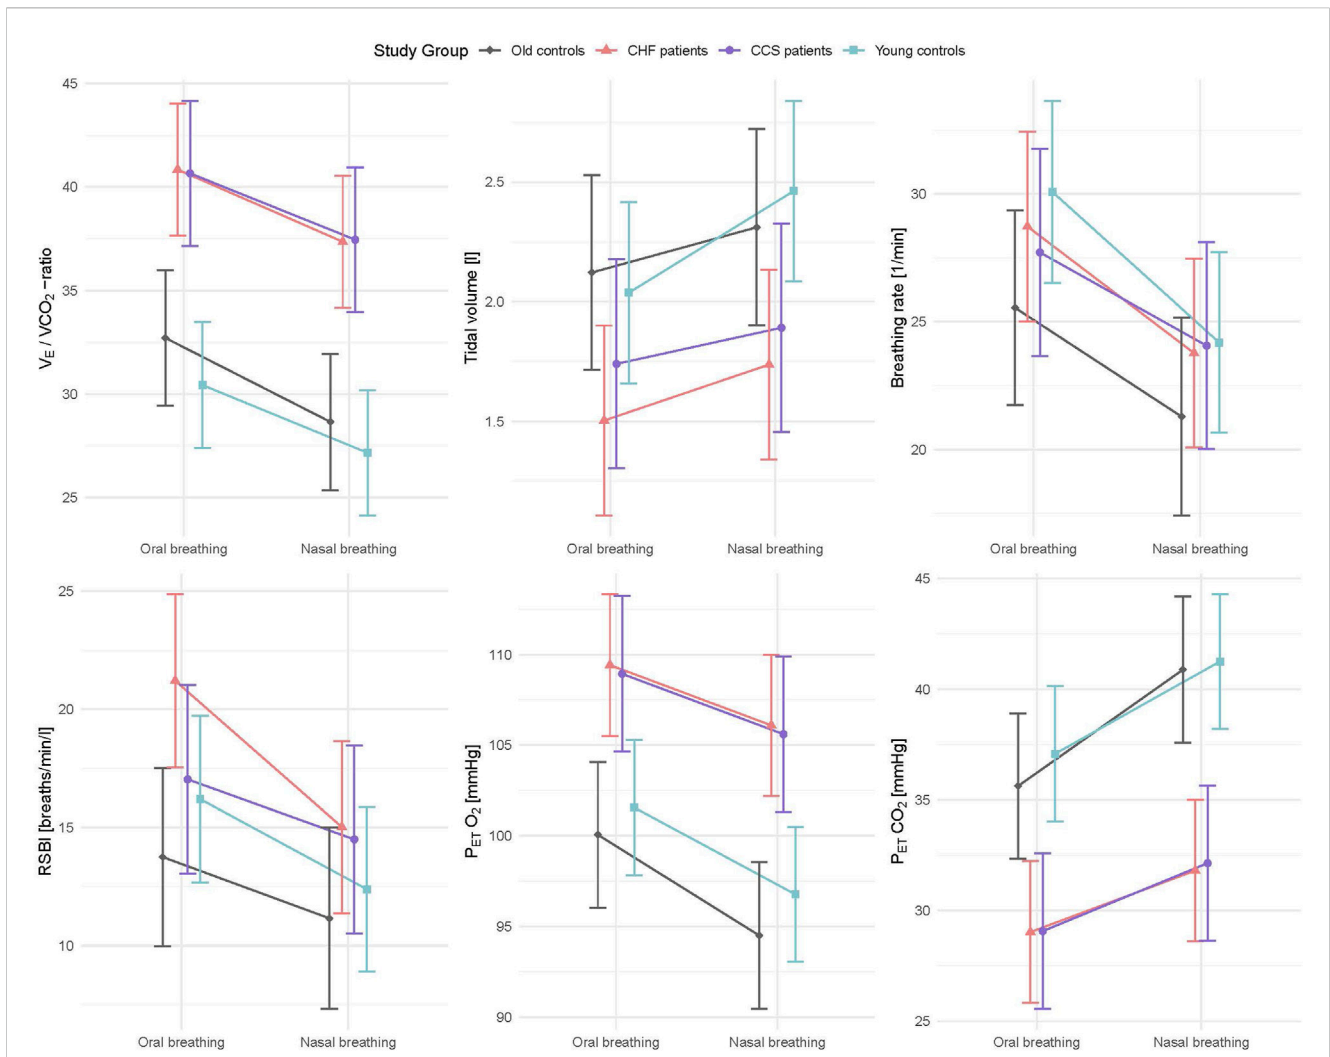 Study Group Old controls CHF patients CCS patients Young controls
45
40
35
30
25
V_E / VCO₂ −ratio
Oral breathing Nasal breathing
2.5
2.0
1.5
Tidal volume [l]
Oral breathing Nasal breathing
30
25
20
Breathing rate [1/min]
Oral breathing Nasal breathing
25
20
15
10
RSBI [breaths/min/l]
Oral breathing Nasal breathing
110
105
100
95
90
P_ET O₂ [mmHg]
Oral breathing Nasal breathing
45
40
35
30
25
P_ET CO₂ [mmHg]
Oral breathing Nasal breathing